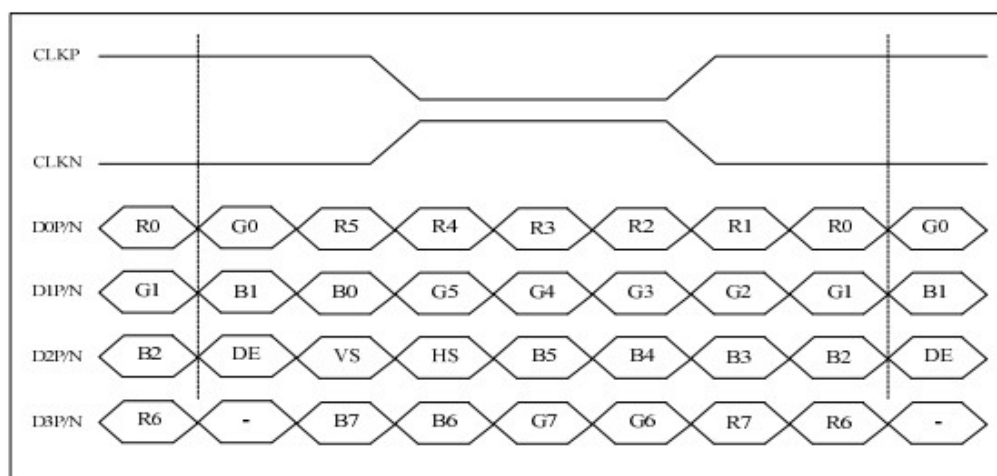 CLKP
CLKN
D0P/N R0 G0 R5 R4 R3 R2 R1 R0 G0
D1P/N G1 B1 B0 G5 G4 G3 G2 G1 B1
D2P/N B2 DE VS HS B5 B4 B3 B2 DE
D3P/N R6 - B7 B6 G7 G6 R7 R6 -